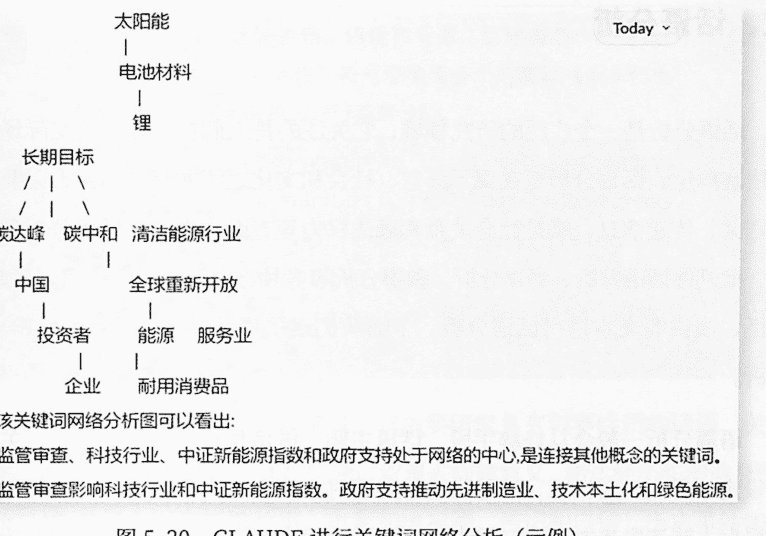 太阳能
Today
|
电池材料
|
锂
长期目标
/ | \
/ | \
碳达峰 碳中和 清洁能源行业
| |
中国 全球重新开放
| |
投资者 能源 服务业
| |
企业 耐用消费品
该关键词网络分析图可以看出:
监管审查、科技行业、中证新能源指数和政府支持处于网络的中心,是连接其他概念的关键词。
监管审查影响科技行业和中证新能源指数。政府支持推动先进制造业、技术本土化和绿色能源。
图 5-20 CLAUDE 进行关键词网络分析（示例）